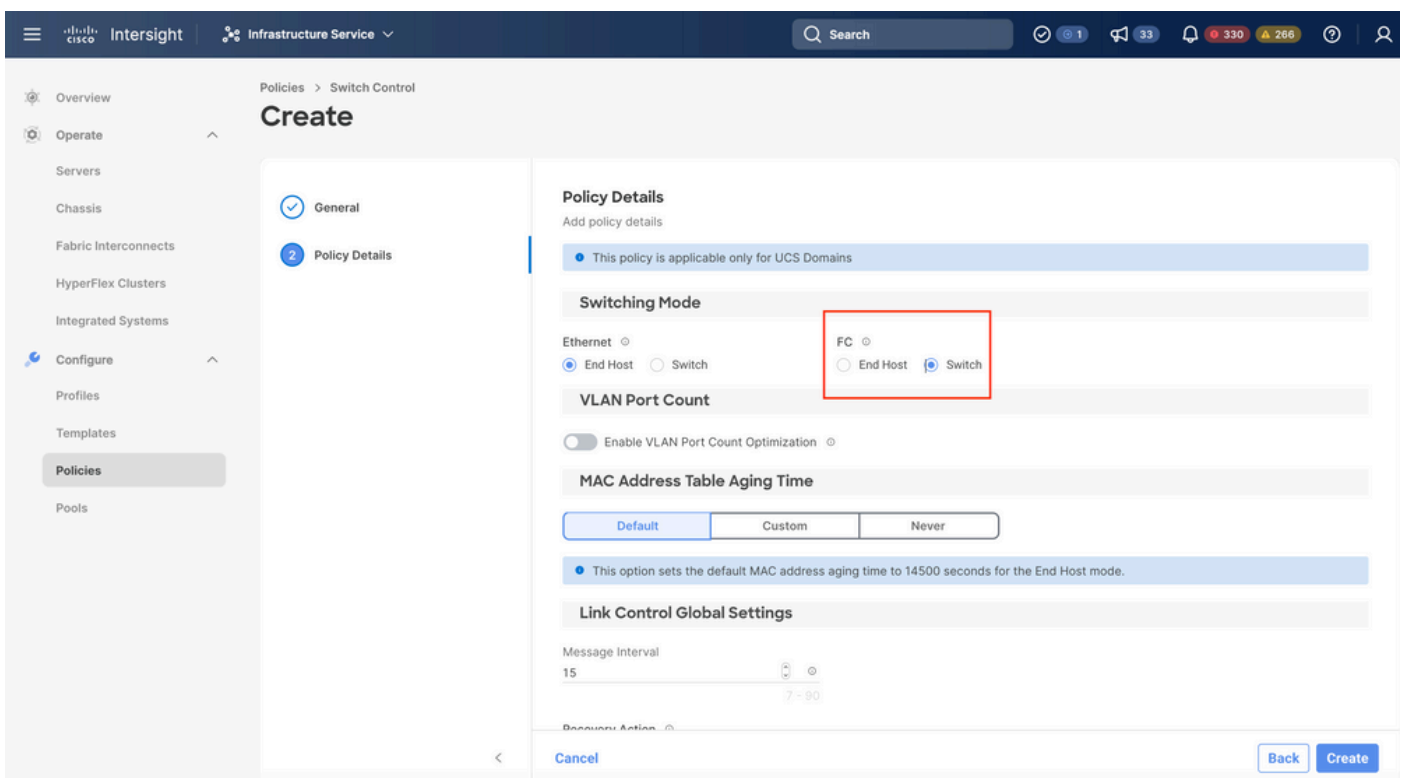 cisco Intersight Infrastructure Service Search 1 33 330 266
Policies > Switch Control
Create
Overview
Operate
Servers
Chassis
Fabric Interconnects
HyperFlex Clusters
Integrated Systems
Configure
Profiles
Templates
Policies
Pools
General
2 Policy Details
Policy Details
Add policy details
This policy is applicable only for UCS Domains
Switching Mode
Ethernet FC
End Host Switch End Host Switch
VLAN Port Count
Enable VLAN Port Count Optimization
MAC Address Table Aging Time
Default Custom Never
This option sets the default MAC address aging time to 14500 seconds for the End Host mode.
Link Control Global Settings
Message Interval
15
7 - 90
Recovery Action
Cancel Back Create